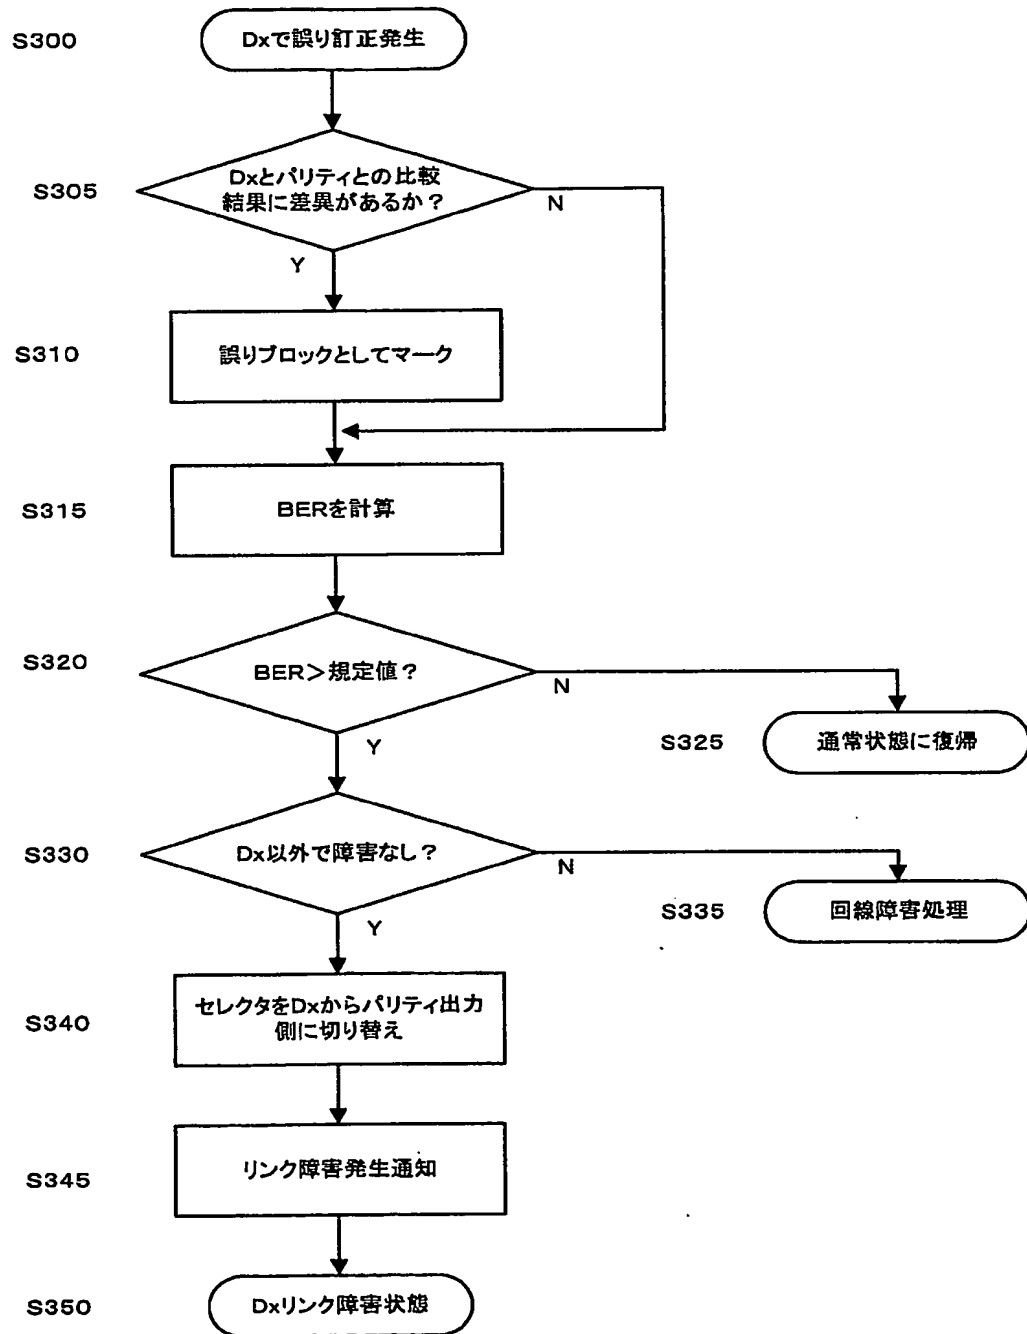 S300
Dxで誤り訂正発生
S305
Dxとパリティとの比較
結果に差異があるか？
N
Y
S310
誤りブロックとしてマーク
S315
BERを計算
S320
BER＞規定値？
N
Y
S325
通常状態に復帰
S330
Dx以外で障害なし？
N
Y
S335
回線障害処理
S340
セレクタをDxからパリティ出力
側に切り替え
S345
リンク障害発生通知
S350
Dxリンク障害状態